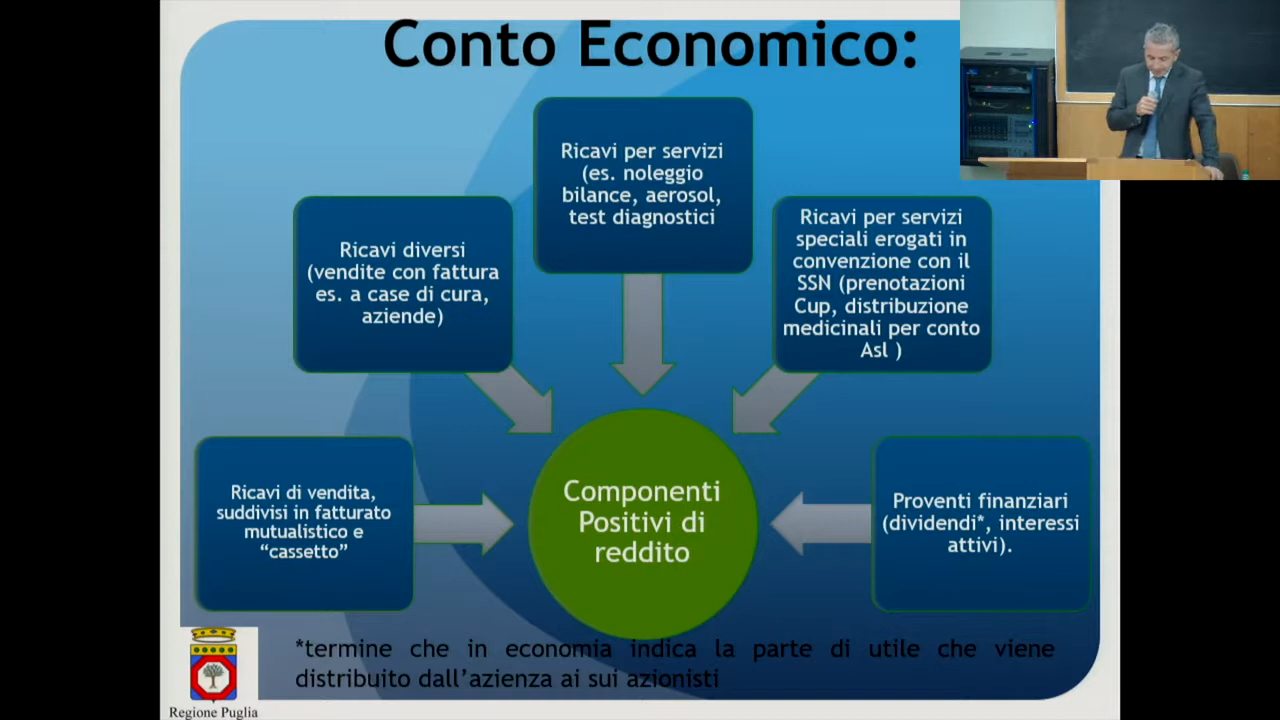 Conto Economico:
Ricavi per servizi
(es. noleggio
bilance, aerosol,
test diagnostici
Ricavi diversi
(vendite con fattura
es. a case di cura,
aziende)
Ricavi per servizi
speciali erogati in
convenzione con il
SSN (prenotazioni
Cup, distribuzione
medicinali per conto
Asl )
Ricavi di vendita,
suddivisi in fatturato
mutualistico e
“cassetto”
Componenti
Positivi di
reddito
Proventi finanziari
(dividendi*, interessi
attivi).
*termine che in economia indica la parte di utile che viene
distribuito dall’azienza ai sui azionisti
Regione Puglia